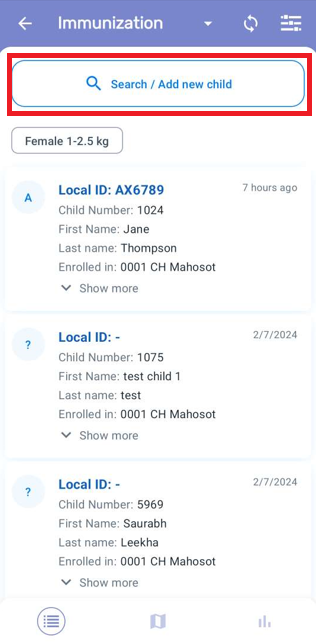 Immunization
Search / Add new child
Female 1-2.5 kg
A
Local ID: AX6789
7 hours ago
Child Number: 1024
First Name: Jane
Last name: Thompson
Enrolled in: 0001 CH Mahosot
Show more
?
Local ID: -
2/7/2024
Child Number: 1075
First Name: test child 1
Last name: test
Enrolled in: 0001 CH Mahosot
Show more
?
Local ID: -
2/7/2024
Child Number: 5969
First Name: Saurabh
Last name: Leekha
Enrolled in: 0001 CH Mahosot
Show more